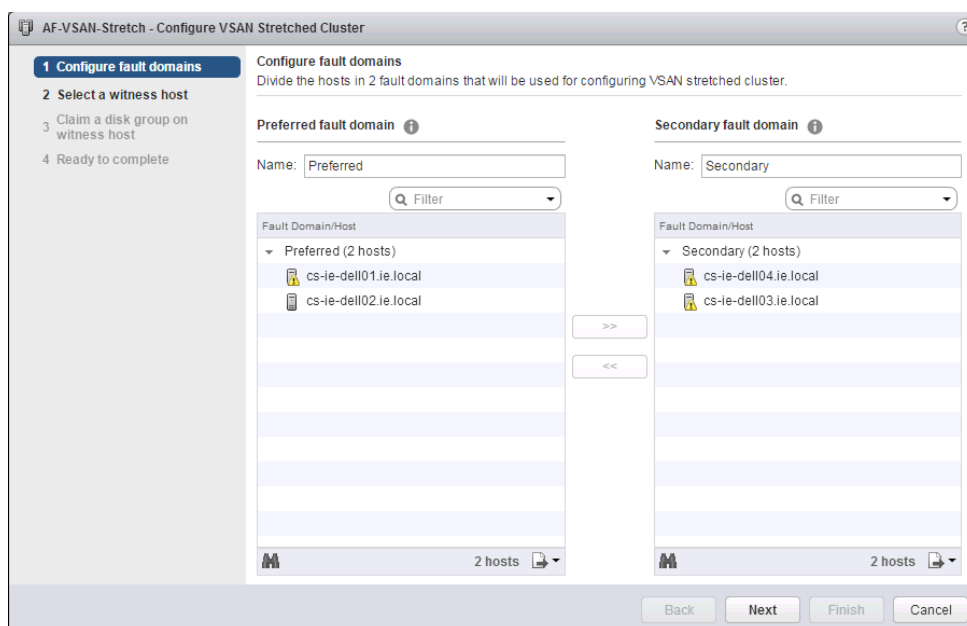 AF-VSAN-Stretch - Configure VSAN Stretched Cluster
?
1 Configure fault domains
2 Select a witness host
3 Claim a disk group on
witness host
4 Ready to complete
Configure fault domains
Divide the hosts in 2 fault domains that will be used for configuring VSAN stretched cluster.
Preferred fault domain
Name: Preferred
Filter
Fault Domain/Host
Preferred (2 hosts)
cs-ie-dell01.ie.local
cs-ie-dell02.ie.local
2 hosts
>>
<<
Secondary fault domain
Name: Secondary
Filter
Fault Domain/Host
Secondary (2 hosts)
cs-ie-dell04.ie.local
cs-ie-dell03.ie.local
2 hosts
Back Next Finish Cancel